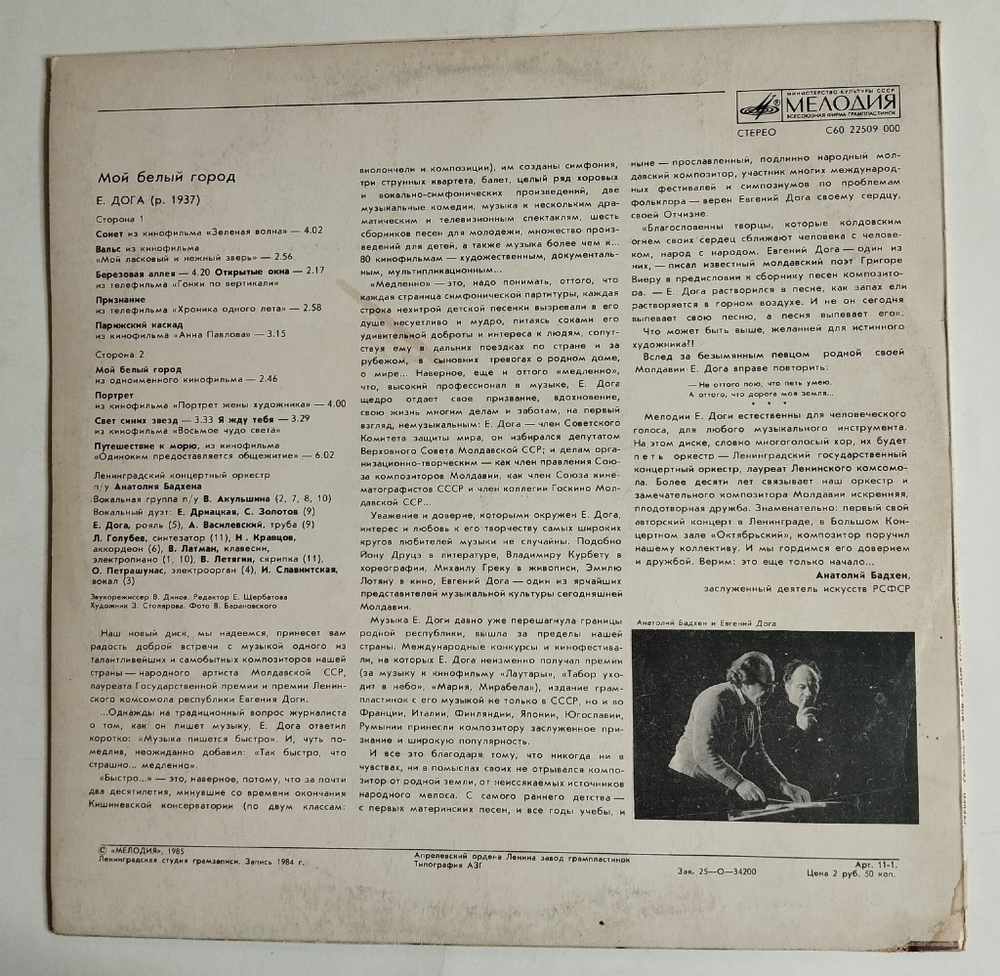 МИНИСТЕРСТВО КУЛЬТУРЫ СССР
МЕЛОДИЯ
ВСЕСОЮЗНАЯ ФИРМА ГРАМПЛАСТИНОК
СТЕРЕО С60 22509 000
Мой белый город
Е. ДОГА (р. 1937)
Сторона 1
Сонет из кинофильма «Зеленая волна» — 4.02
Вальс из кинофильма
«Мой ласковый и нежный зверь» — 2.56
Березовая аллея — 4.20 Открытые окна — 2.17
из телефильма «Гонки по вертикали»
Признание
из телефильма «Хроника одного лета» — 2.58
Парижский каскад
из кинофильма «Анна Павлова» — 3.15
Сторона 2
Мой белый город
из одноименного кинофильма — 2.46
Портрет
из кинофильма «Портрет жены художника» — 4.00
Свет синих звезд — 3.33 Я жду тебя — 3.29
из кинофильма «Восьмое чудо света»
Путешествие к морю, из кинофильма
«Одиноким предоставляется общежитие» — 6.02
Ленинградский концертный оркестр
п/у Анатолия Бадхена
Вокальная группа п/у В. Акульшина (2, 7, 8, 10)
Вокальный дуэт: Е. Дриацкая, С. Золотов (9)
Е. Дога, рояль (5), А. Василевский, труба (9)
Л. Голубев, синтезатор (11), Н. Кравцов,
аккордеон (6), В. Латман, клавесин,
электропиано (1, 10), В. Летягин, скрипка (11),
О. Петрашунас, электроорган (4), И. Славинтская,
вокал (3)
Звукорежиссер В. Динов. Редактор Е. Щербатова
Художник З. Столярова. Фото В. Барановского
Наш новый диск, мы надеемся, принесет вам
радость доброй встречи с музыкой одного из
талантливейших и самобытных композиторов нашей
страны — народного артиста Молдавской ССР,
лауреата Государственной премии и премии Ленин-
ского комсомола республики Евгения Доги.
...Однажды на традиционный вопрос журналиста
о том, как он пишет музыку, Е. Дога ответил
коротко: «Музыка пишется быстро». И, чуть по-
медлив, неожиданно добавил: «Так быстро, что
страшно... медленно».
«Быстро...» — это, наверное, потому, что за почти
два десятилетия, минувшие со времени окончания
Кишиневской консерватории (по двум классам:
виолончели и композиции), им созданы симфония,
три струнных квартета, балет, целый ряд хоровых
и вокально-симфонических произведений, две
музыкальные комедии, музыка к нескольким дра-
матическим и телевизионным спектаклям, шесть
сборников песен для молодежи, множество произ-
ведений для детей, а также музыка более чем к...
80 кинофильмам — художественным, документаль-
ным, мультипликационным...
«Медленно» — это, надо понимать, оттого, что
каждая страница симфонической партитуры, каждая
строка нехитрой детской песенки вызревали в его
душе несуетливо и мудро, питаясь соками его
удивительной доброты и интереса к людям, сопут-
ствуя ему в дальних поездках по стране и за
рубежом, в сыновних тревогах о родном доме,
о мире... Наверное, ещё и оттого «медленно»,
что, высокий профессионал в музыке, Е. Дога
щедро отдает свое призвание, вдохновение,
свою жизнь многим делам и заботам, на первый
взгляд, немузыкальным: Е. Дога — член Советского
Комитета защиты мира, он избирался депутатом
Верховного Совета Молдавской ССР; и делам орга-
низационно-творческим — как член правления Сою-
за композиторов Молдавии, как член Союза кине-
матографистов СССР и член коллегии Госкино Мол-
давской ССР...
Уважение и доверие, которыми окружен Е. Дога,
интерес и любовь к его творчеству самых широких
кругов любителей музыки не случайны. Подобно
Йону Друцэ в литературе, Владимиру Курбету в
хореографии, Михаилу Греку в живописи, Эмилю
Лотяну в кино, Евгений Дога — один из ярчайших
представителей музыкальной культуры сегодняшней
Молдавии.
Музыка Е. Доги давно уже перешагнула границы
родной республики, вышла за пределы нашей
страны. Международные конкурсы и кинофестива-
ли, на которых Е. Дога неизменно получал премии
(за музыку к кинофильму «Лаутары», «Табор ухо-
дит в небо», «Мария, Мирабела»), издание грам-
пластинок с его музыкой не только в СССР, но и во
Франции, Италии, Финляндии, Японии, Югославии,
Румынии принесли композитору заслуженное при-
знание и широкую популярность.
И все это благодаря тому, что никогда ни в
чувствах, ни в помыслах своих не отрывался компо-
зитор от родной земли, от неиссякаемых источников
народного мелоса. С самого раннего детства —
с первых материнских песен, и все годы учебы, и
ныне — прославленный, подлинно народный мол-
давский композитор, участник многих международ-
ных фестивалей и симпозиумов по проблемам
фольклора — верен Евгений Дога своему сердцу,
своей Отчизне.
«Благословенны творцы, которые колдовским
огнем своих сердец сближают человека с челове-
ком, народ с народом. Евгений Дога — один из
них, — писал известный молдавский поэт Григоре
Виеру в предисловии к сборнику песен композито-
ра. — Е. Дога растворился в песне, как запах ели
растворяется в горном воздухе. И не он сегодня
выпевает свою песню, а песня выпевает его».
Что может быть выше, желанней для истинного
художника?!
Вслед за безымянным певцом родной своей
Молдавии Е. Дога вправе повторить:
— Не оттого пою, что петь умею.
А оттого, что дорога моя земля...
* * *
Мелодии Е. Доги естественны для человеческого
голоса, для любого музыкального инструмента.
На этом диске, словно многоголосый хор, их будет
петь оркестр — Ленинградский государственный
концертный оркестр, лауреат Ленинского комсомо-
ла. Более десяти лет связывает наш оркестр и
замечательного композитора Молдавии искренняя,
плодотворная дружба. Знаменательно: первый свой
авторский концерт в Ленинграде, в Большом Кон-
цертном зале «Октябрьский», композитор поручил
нашему коллективу. И мы гордимся его доверием
и дружбой. Верим: это еще только начало...
Анатолий Бадхен,
заслуженный деятель искусств РСФСР
Анатолий Бадхен и Евгений Дога
© «МЕЛОДИЯ», 1985
Ленинградская студия грамзаписи. Запись 1984 г.
Апрелевский ордена Ленина завод грампластинок
Типография АЗГ
Зак. 25—О—34200
Арт. 11-1.
Цена 2 руб. 50 коп.